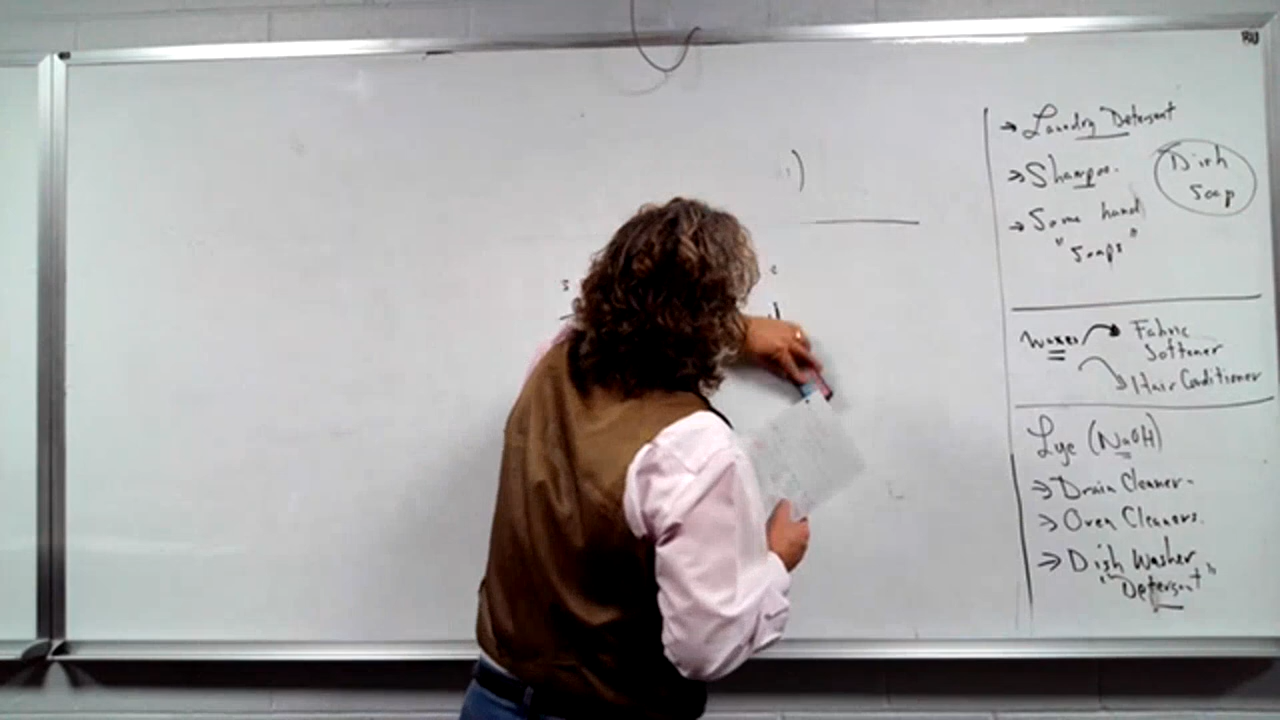 → Laundry Detergent
→ Shampoo.
Dish
Soap
→ Some hand
"Soaps"
Waxes → Fabric
Softener
→ Hair Conditioner
Lye (NaOH)
→ Drain Cleaner-
→ Oven Cleaners.
→ Dish Washer
"Detergent"